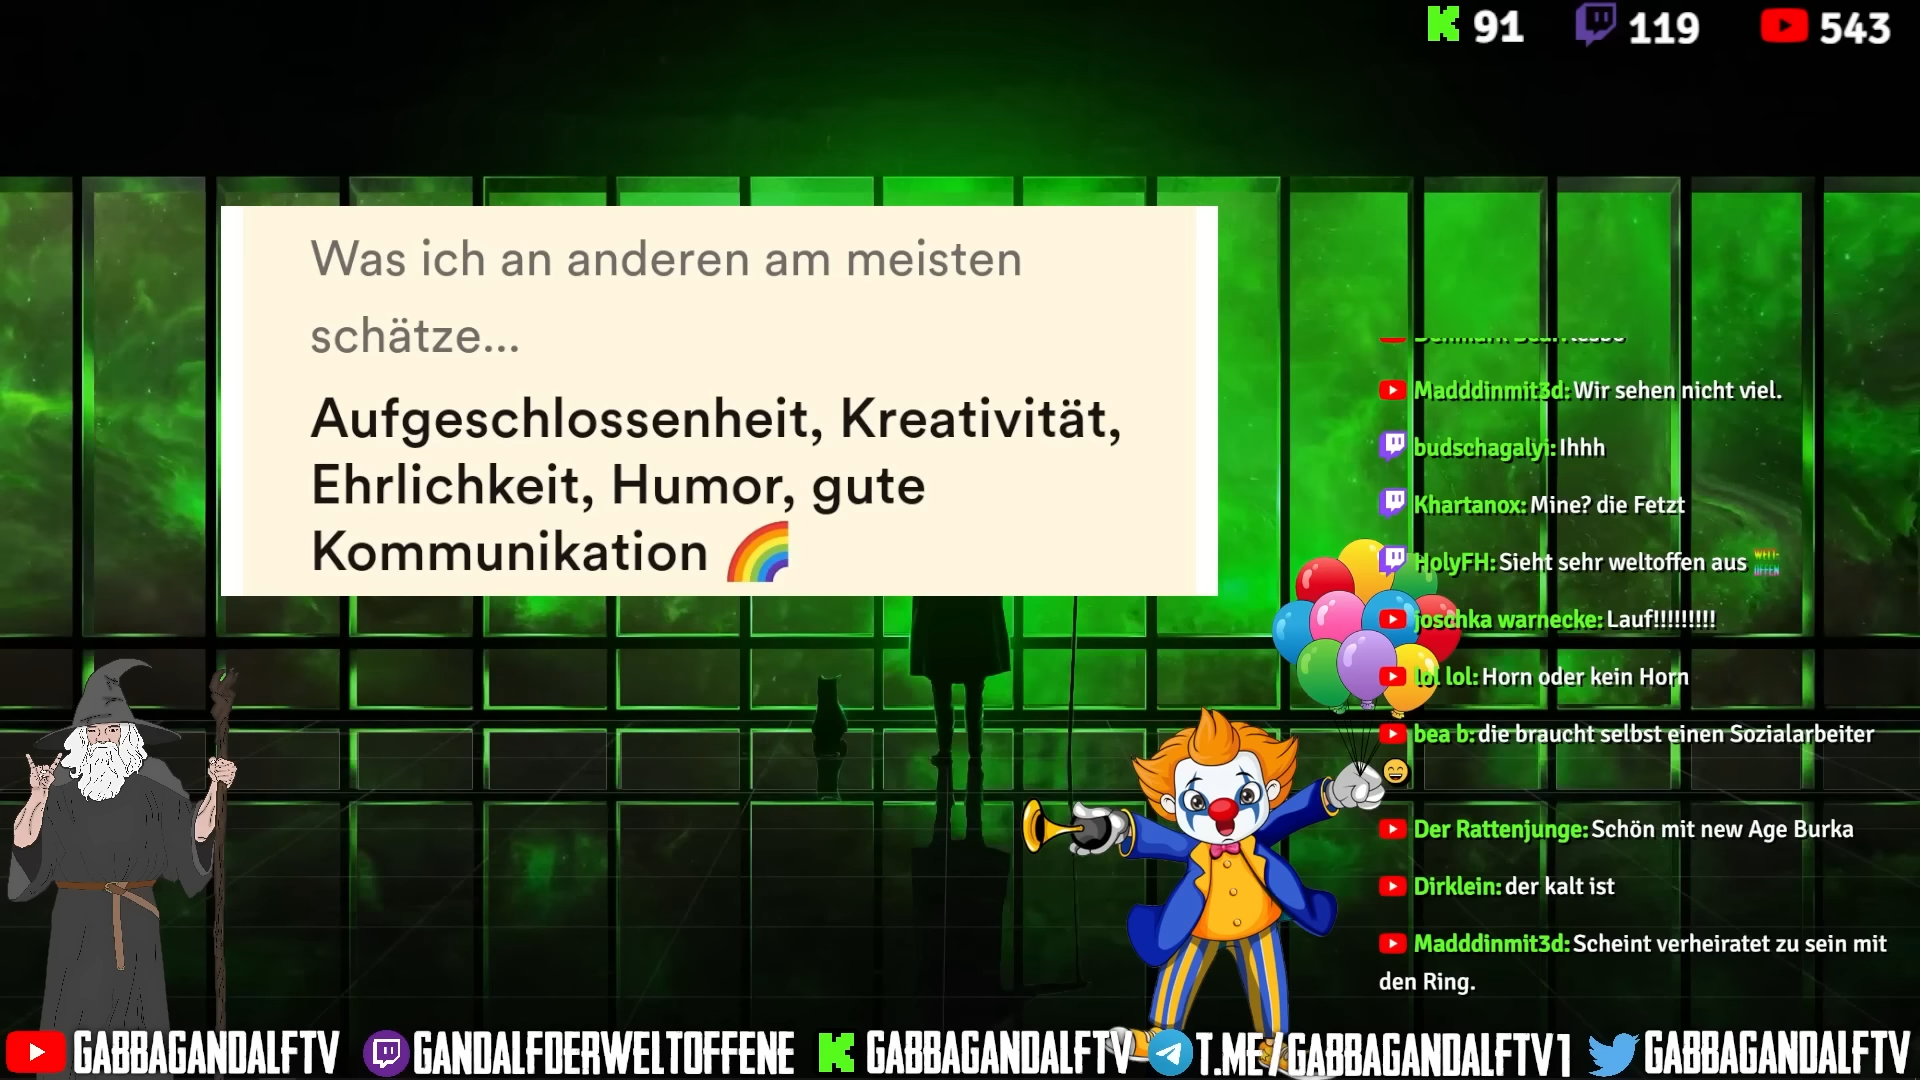 91 119 543
Was ich an anderen am meisten
schätze...
Aufgeschlossenheit, Kreativität,
Ehrlichkeit, Humor, gute
Kommunikation 🌈
Madddinmit3d: Wir sehen nicht viel.
budschagalyi: Ihhh
Khartanox: Mine? die Fetzt
HolyFH: Sieht sehr weltoffen aus WELT-
OFFEN
joschka warnecke: Lauf!!!!!!!!!
lol lol: Horn oder kein Horn
bea b: die braucht selbst einen Sozialarbeiter
😄
Der Rattenjunge: Schön mit new Age Burka
Dirklein: der kalt ist
Madddinmit3d: Scheint verheiratet zu sein mit
den Ring.
GABBAGANDALFTV GANDALFDERWELTOFFENE GABBAGANDALFTV T.ME/GABBAGANDALFTV1 GABBAGANDALFTV